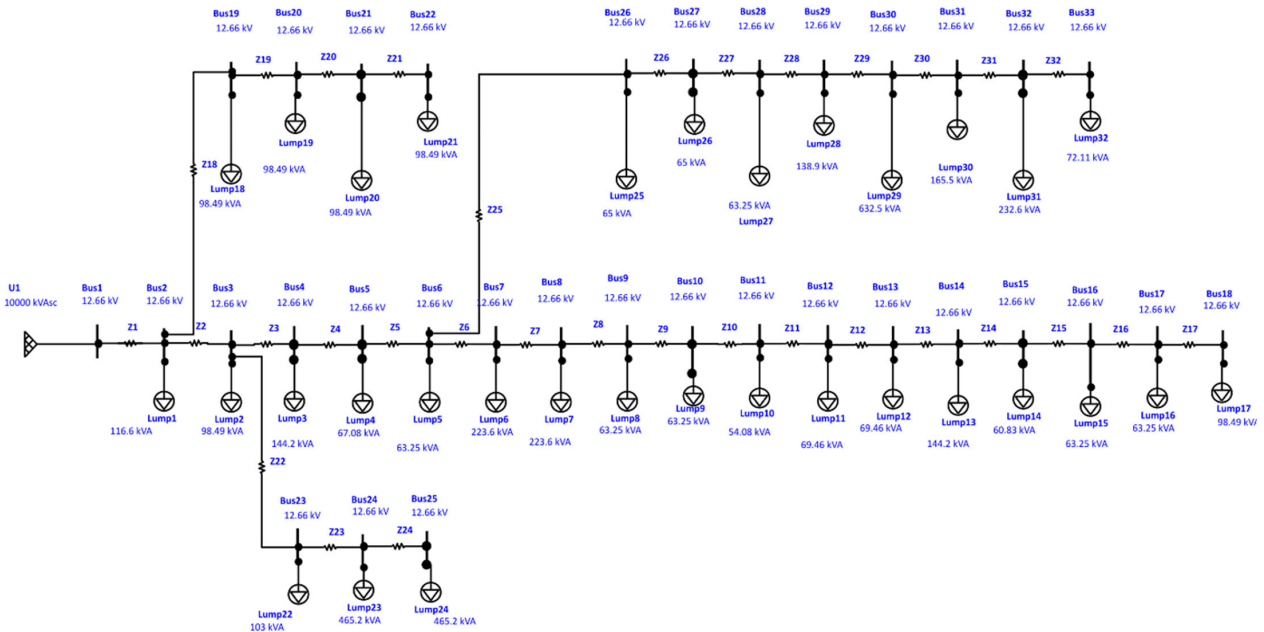 Bus19 Bus20 Bus21 Bus22
12.66 kV 12.66 kV 12.66 kV 12.66 kV
Z19 Z20 Z21
Z18
Lump19
Lump21
98.49 kVA
98.49 kVA
Lump18
98.49 kVA
Lump20
98.49 kVA
Bus26 Bus27 Bus28 Bus29 Bus30 Bus31 Bus32 Bus33
12.66 kV 12.66 kV 12.66 kV 12.66 kV 12.66 kV 12.66 kV 12.66 kV 12.66 kV
Z26 Z27 Z28 Z29 Z30 Z31 Z32
Z25
Lump26
65 kVA
Lump28
138.9 kVA
Lump32
72.11 kVA
Lump30
165.5 kVA
Lump25
65 kVA
63.25 kVA
Lump27
Lump29
632.5 kVA
Lump31
232.6 kVA
U1
10000 kVAsc
Bus1 Bus2 Bus3 Bus4 Bus5 Bus6 Bus7 Bus8 Bus9 Bus10 Bus11 Bus12 Bus13 Bus14 Bus15 Bus16 Bus17 Bus18
12.66 kV 12.66 kV 12.66 kV 12.66 kV 12.66 kV 12.66 kV 12.66 kV 12.66 kV 12.66 kV 12.66 kV 12.66 kV 12.66 kV 12.66 kV 12.66 kV 12.66 kV 12.66 kV 12.66 kV 12.66 kV
Z1 Z2 Z3 Z4 Z5 Z6 Z7 Z8 Z9 Z10 Z11 Z12 Z13 Z14 Z15 Z16 Z17
Lump1 Lump2 Lump3 Lump4 Lump5 Lump6 Lump7 Lump8 Lump9 Lump10 Lump11 Lump12 Lump13 Lump14 Lump15 Lump16 Lump17
116.6 kVA 98.49 kVA 144.2 kVA 67.08 kVA 63.25 kVA 223.6 kVA 223.6 kVA 63.25 kVA 63.25 kVA 54.08 kVA 69.46 kVA 69.46 kVA 144.2 kVA 60.83 kVA 63.25 kVA 63.25 kVA 98.49 kV
Z22
Bus23 Bus24 Bus25
12.66 kV 12.66 kV 12.66 kV
Z23 Z24
Lump22 Lump23 Lump24
103 kVA 465.2 kVA 465.2 kVA